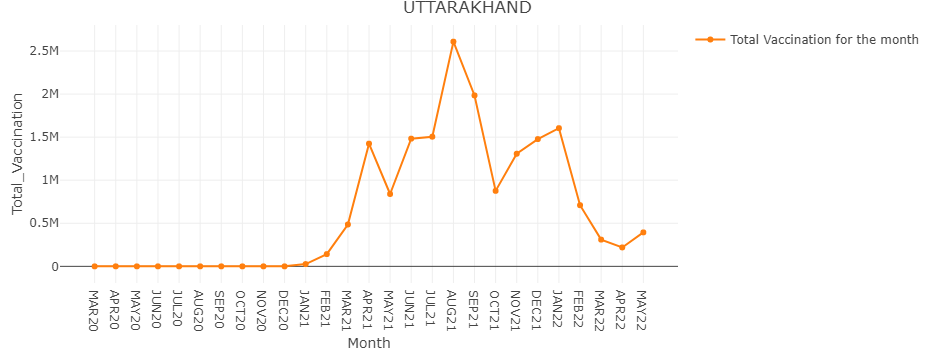 UTTARAKHAND
Total Vaccination for the month
Total_Vaccination
2.5M
2M
1.5M
1M
0.5M
0
MAR20
APR20
MAY20
JUN20
JUL20
AUG20
SEP20
OCT20
NOV20
DEC20
JAN21
FEB21
MAR21
APR21
MAY21
JUN21
JUL21
AUG21
SEP21
OCT21
NOV21
DEC21
JAN22
FEB22
MAR22
APR22
MAY22
Month